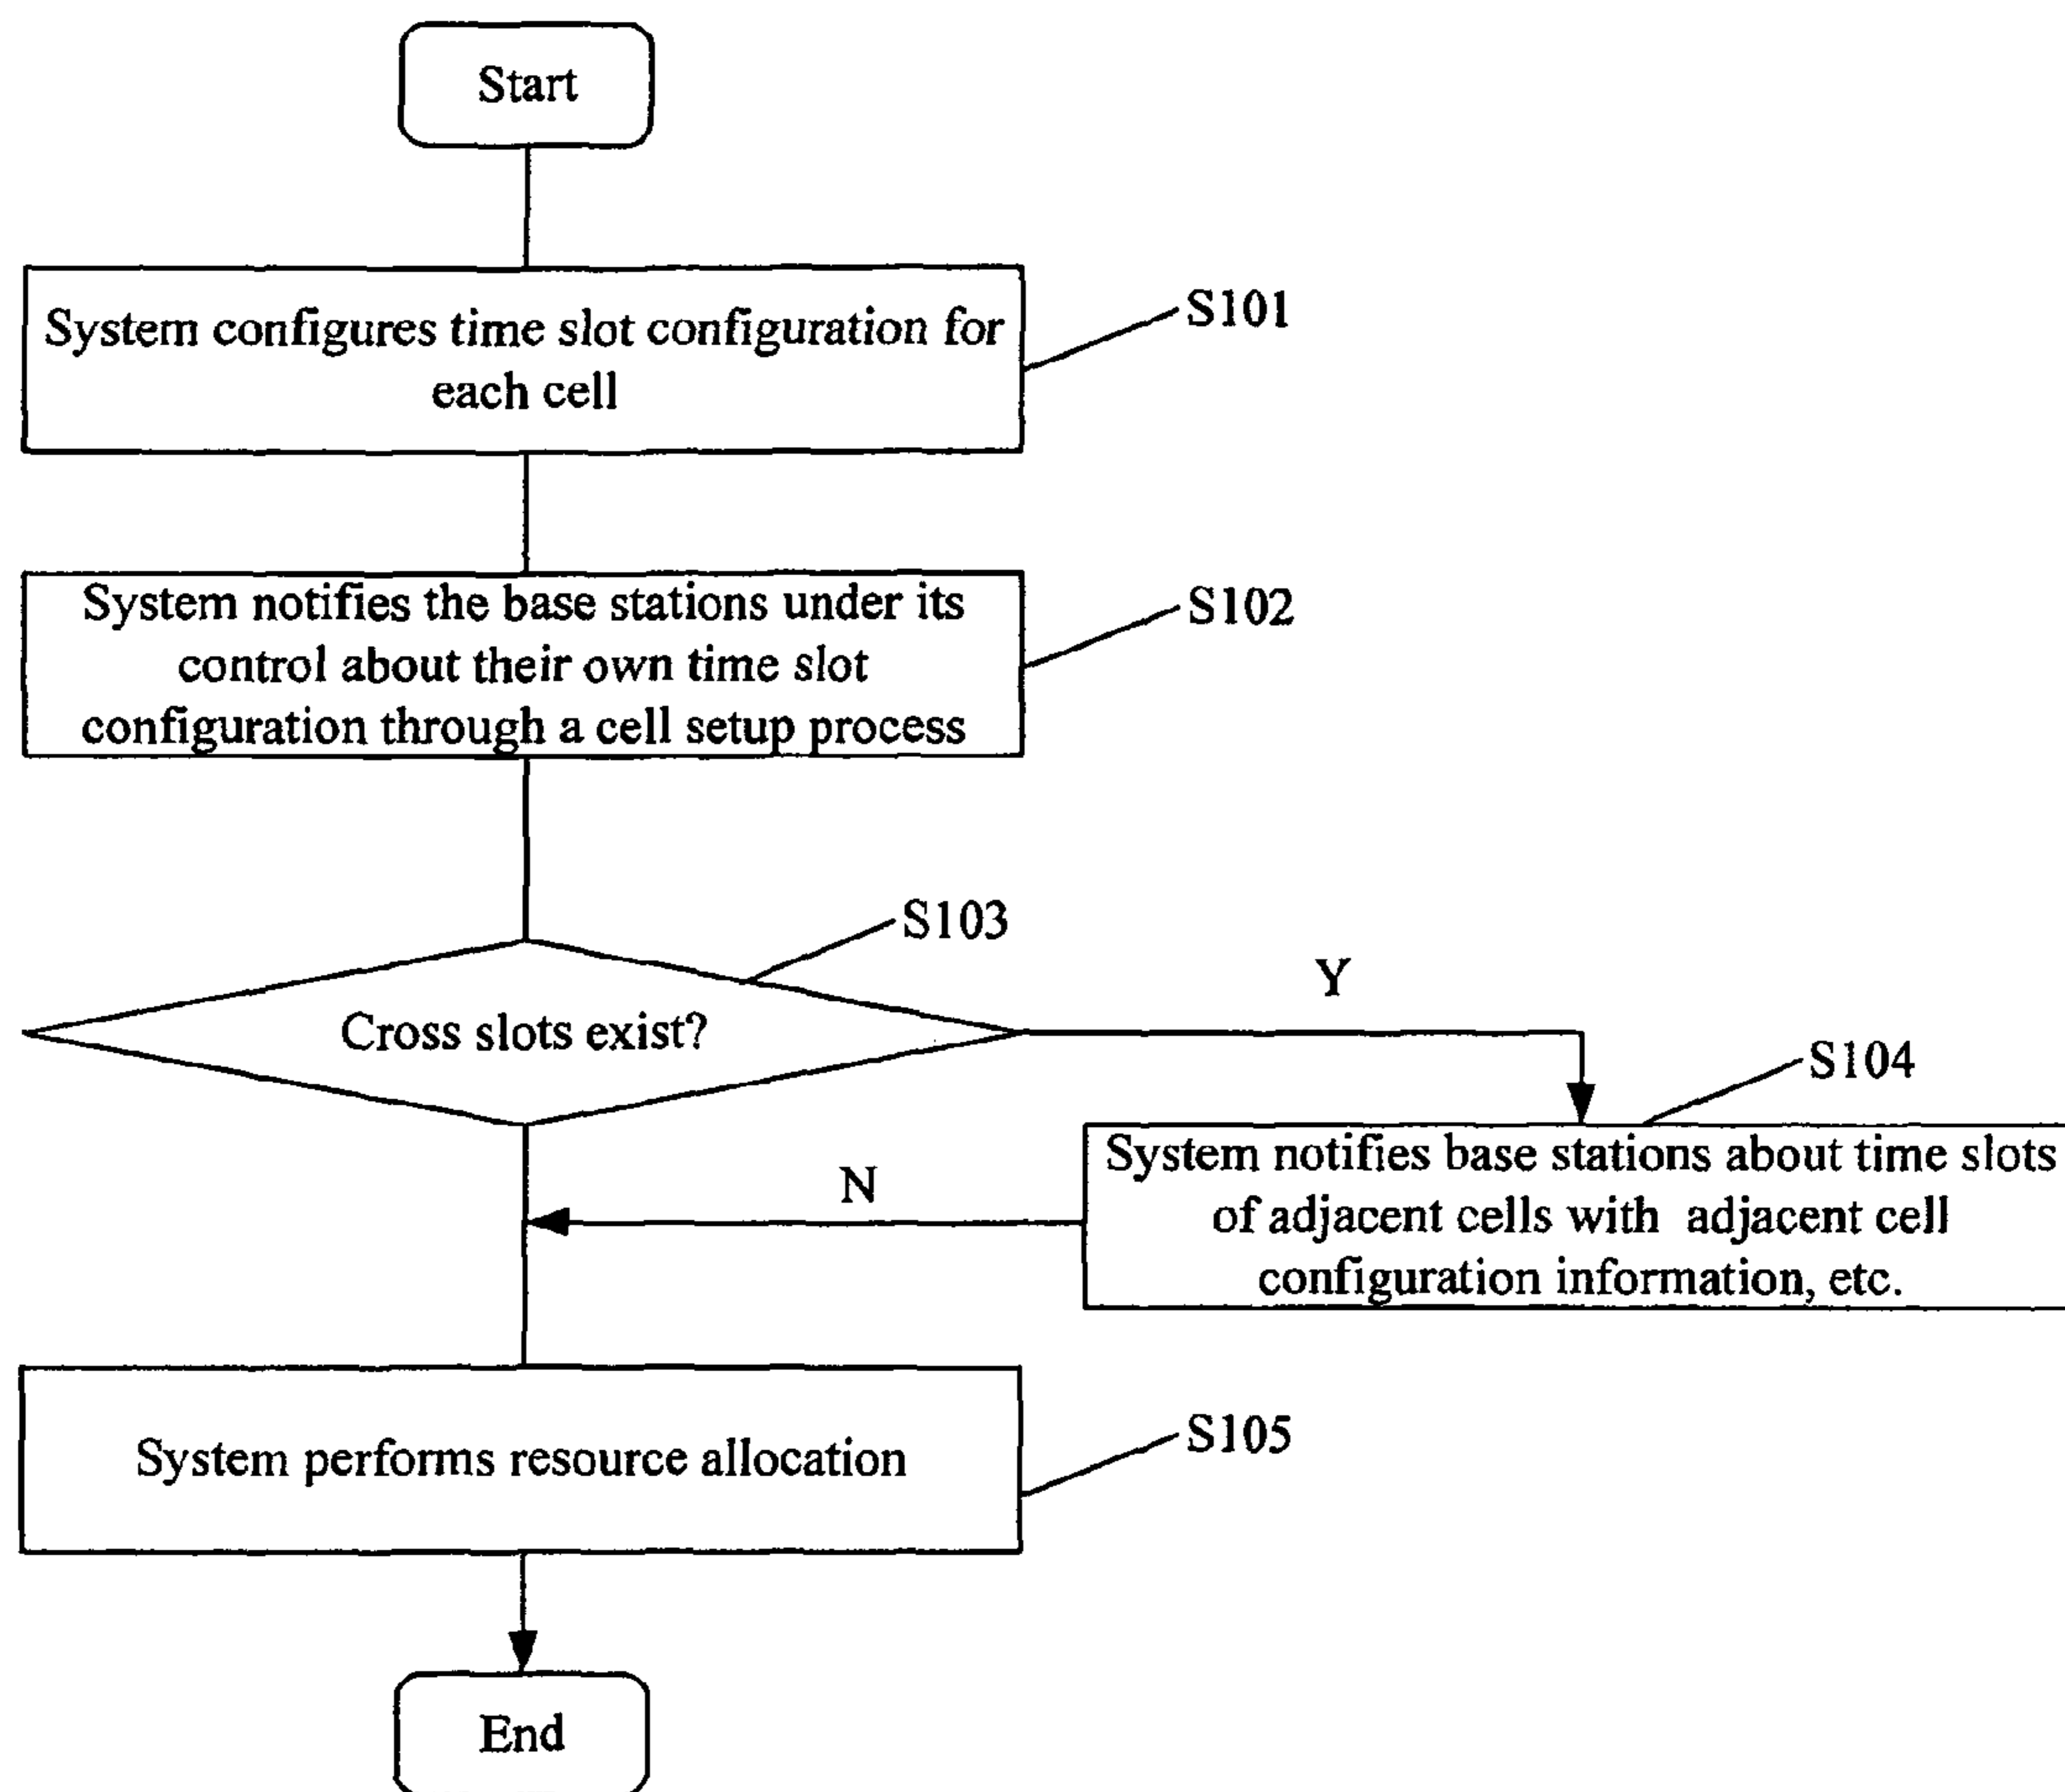 Start
System configures time slot configuration for
each cell
S101
System notifies the base stations under its
control about their own time slot
configuration through a cell setup process
S102
Cross slots exist?
S103
Y
S104
System notifies base stations about time slots
of adjacent cells with adjacent cell
configuration information, etc.
N
System performs resource allocation
S105
End